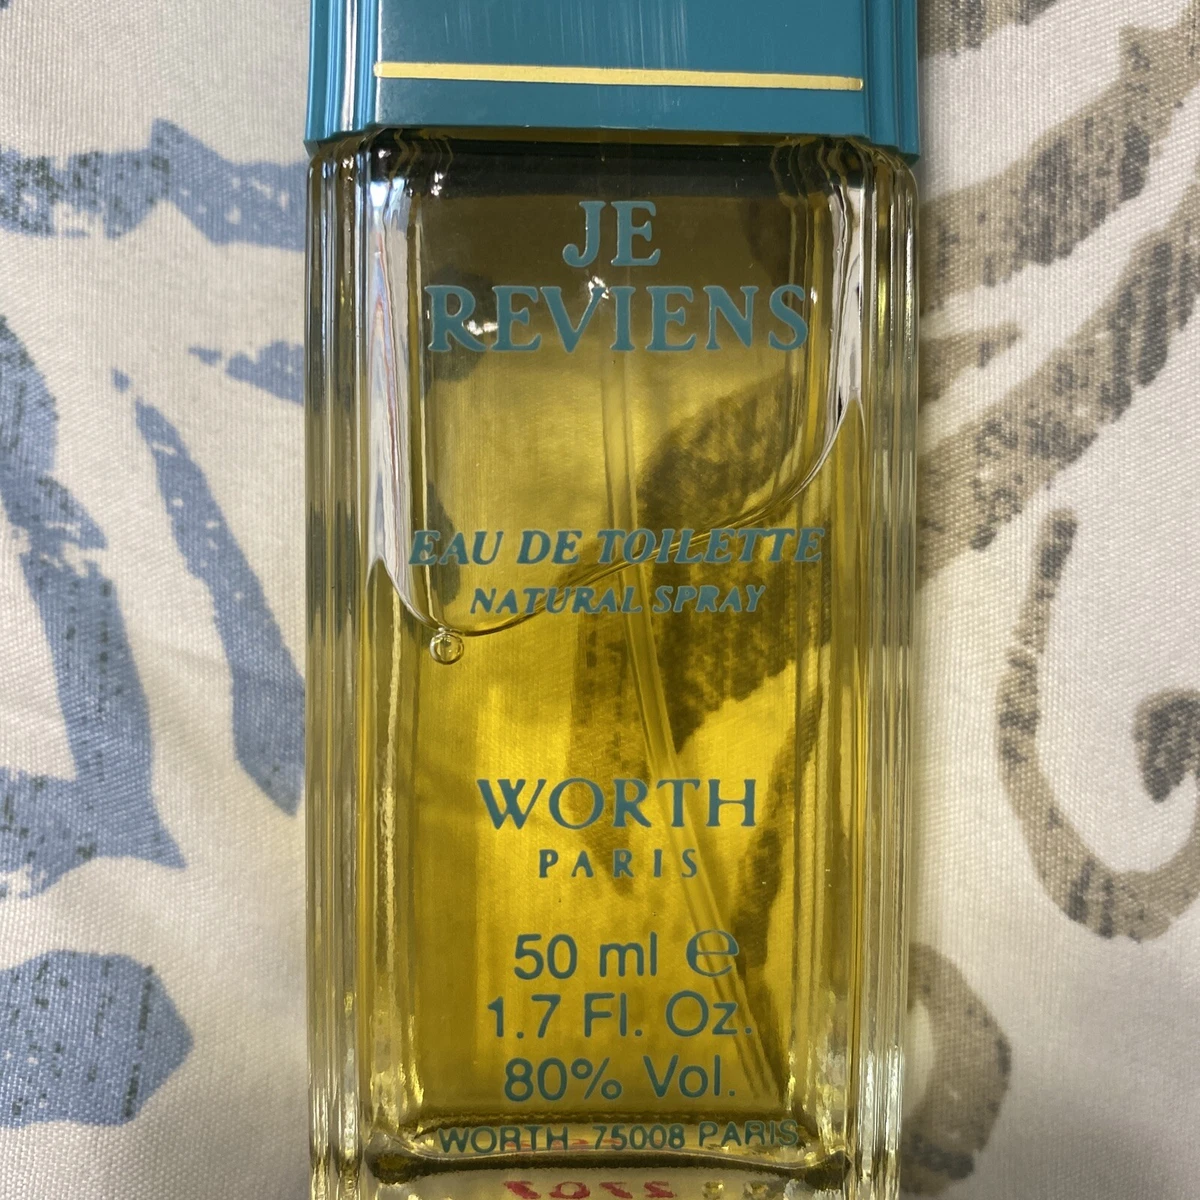 JE
REVIENS
EAU DE TOILETTE
NATURAL SPRAY
WORTH
PARIS
50 ml ℮
1.7 Fl. Oz.
80% Vol.
WORTH 75008 PARIS